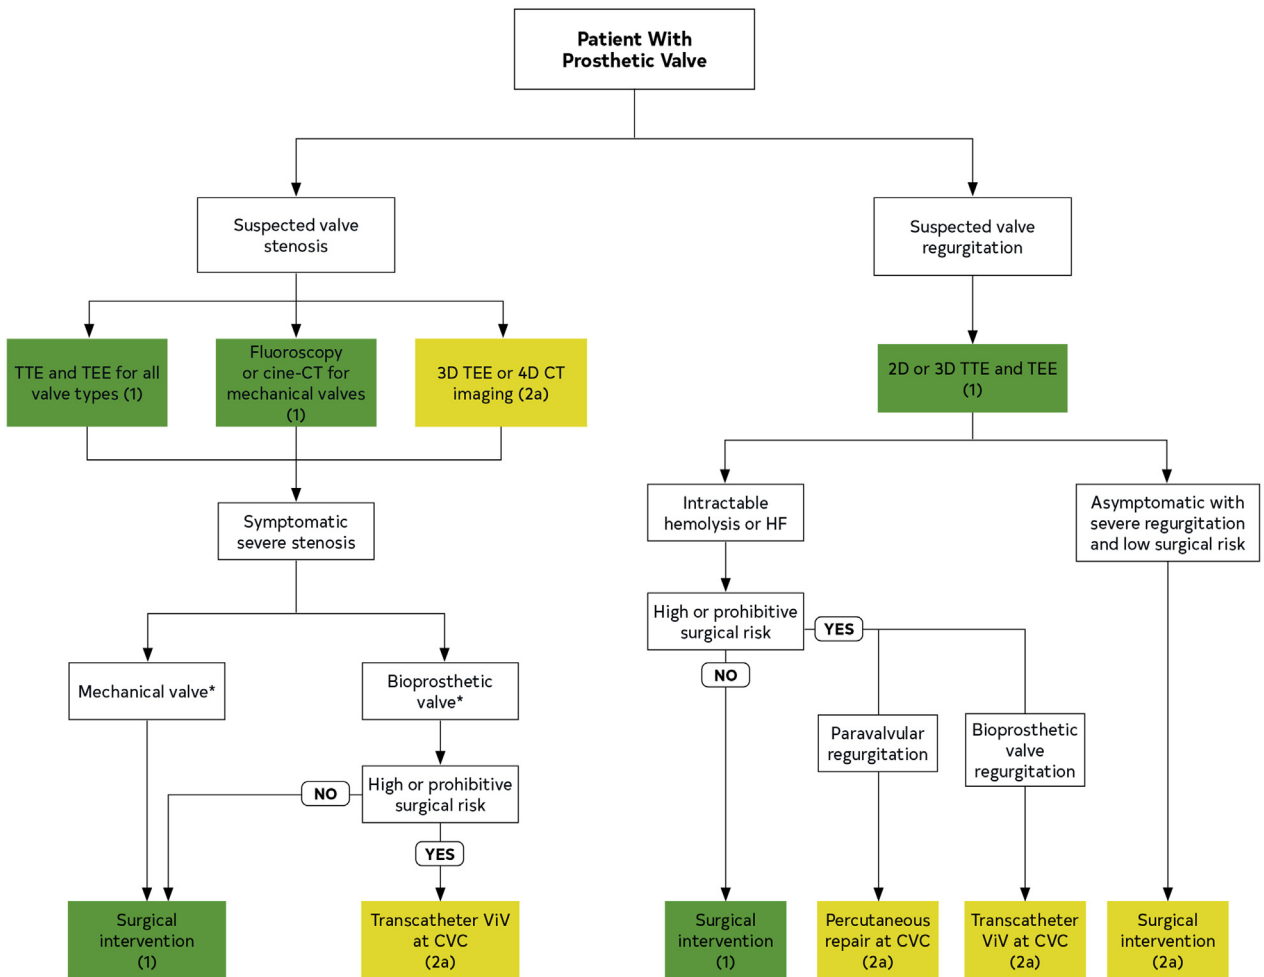 Patient With
Prosthetic Valve
Suspected valve
stenosis
Suspected valve
regurgitation
TTE and TEE for all
valve types (1)
Fluoroscopy
or cine-CT for
mechanical valves
(1)
3D TEE or 4D CT
imaging (2a)
2D or 3D TTE and TEE
(1)
Symptomatic
severe stenosis
Intractable
hemolysis or HF
Asymptomatic with
severe regurgitation
and low surgical risk
High or prohibitive
surgical risk
YES
NO
Mechanical valve*
Bioprosthetic
valve*
Paravalvular
regurgitation
Bioprosthetic
valve
regurgitation
High or prohibitive
surgical risk
NO
YES
Surgical
intervention
(1)
Transcatheter ViV
at CVC
(2a)
Surgical
intervention
(1)
Percutaneous
repair at CVC
(2a)
Transcatheter
ViV at CVC
(2a)
Surgical
intervention
(2a)